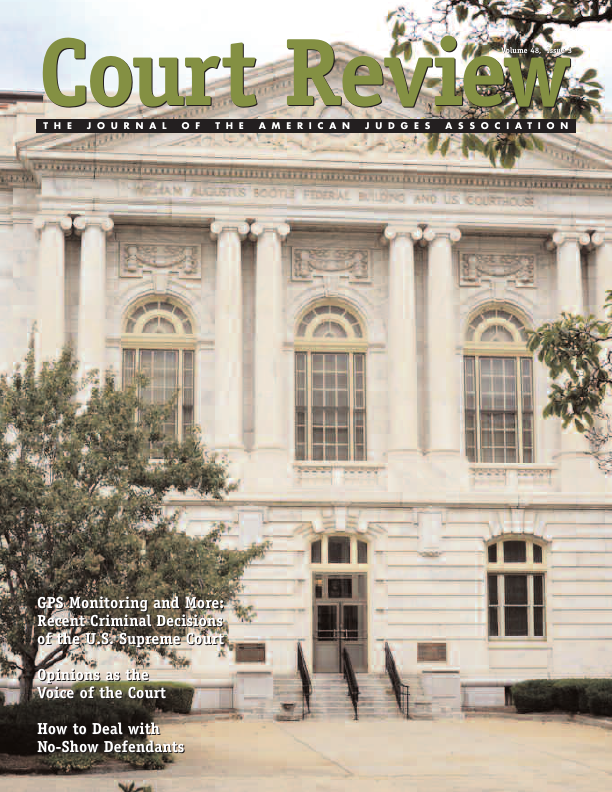 Volume 48, Issue 3
Court Review
THE JOURNAL OF THE AMERICAN JUDGES ASSOCIATION
WILLIAM AUGUSTUS BOOTLE FEDERAL BUILDING AND U.S. COURTHOUSE
GPS Monitoring and More:
Recent Criminal Decisions
of the U.S. Supreme Court
Opinions as the
Voice of the Court
How to Deal with
No-Show Defendants